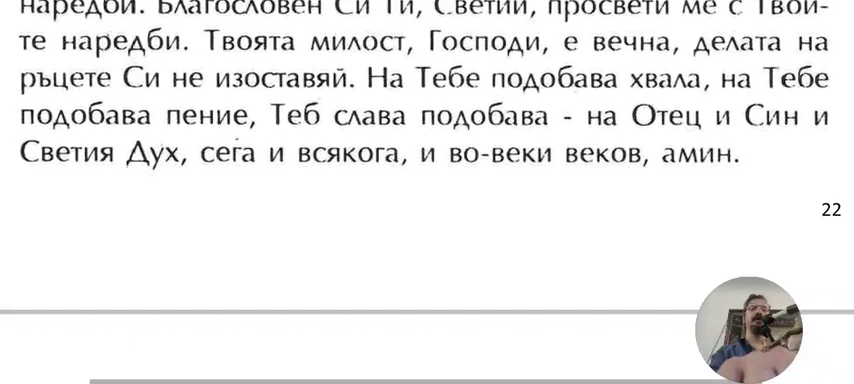 наредби. Благословен Си Ти, Светий, просвети ме с Твои-
те наредби. Твоята милост, Господи, е вечна, делата на
ръцете Си не изоставяй. На Тебе подобава хвала, на Тебе
подобава пение, Теб слава подобава - на Отец и Син и
Светия Дух, сега и всякога, и во-веки веков, амин.
22